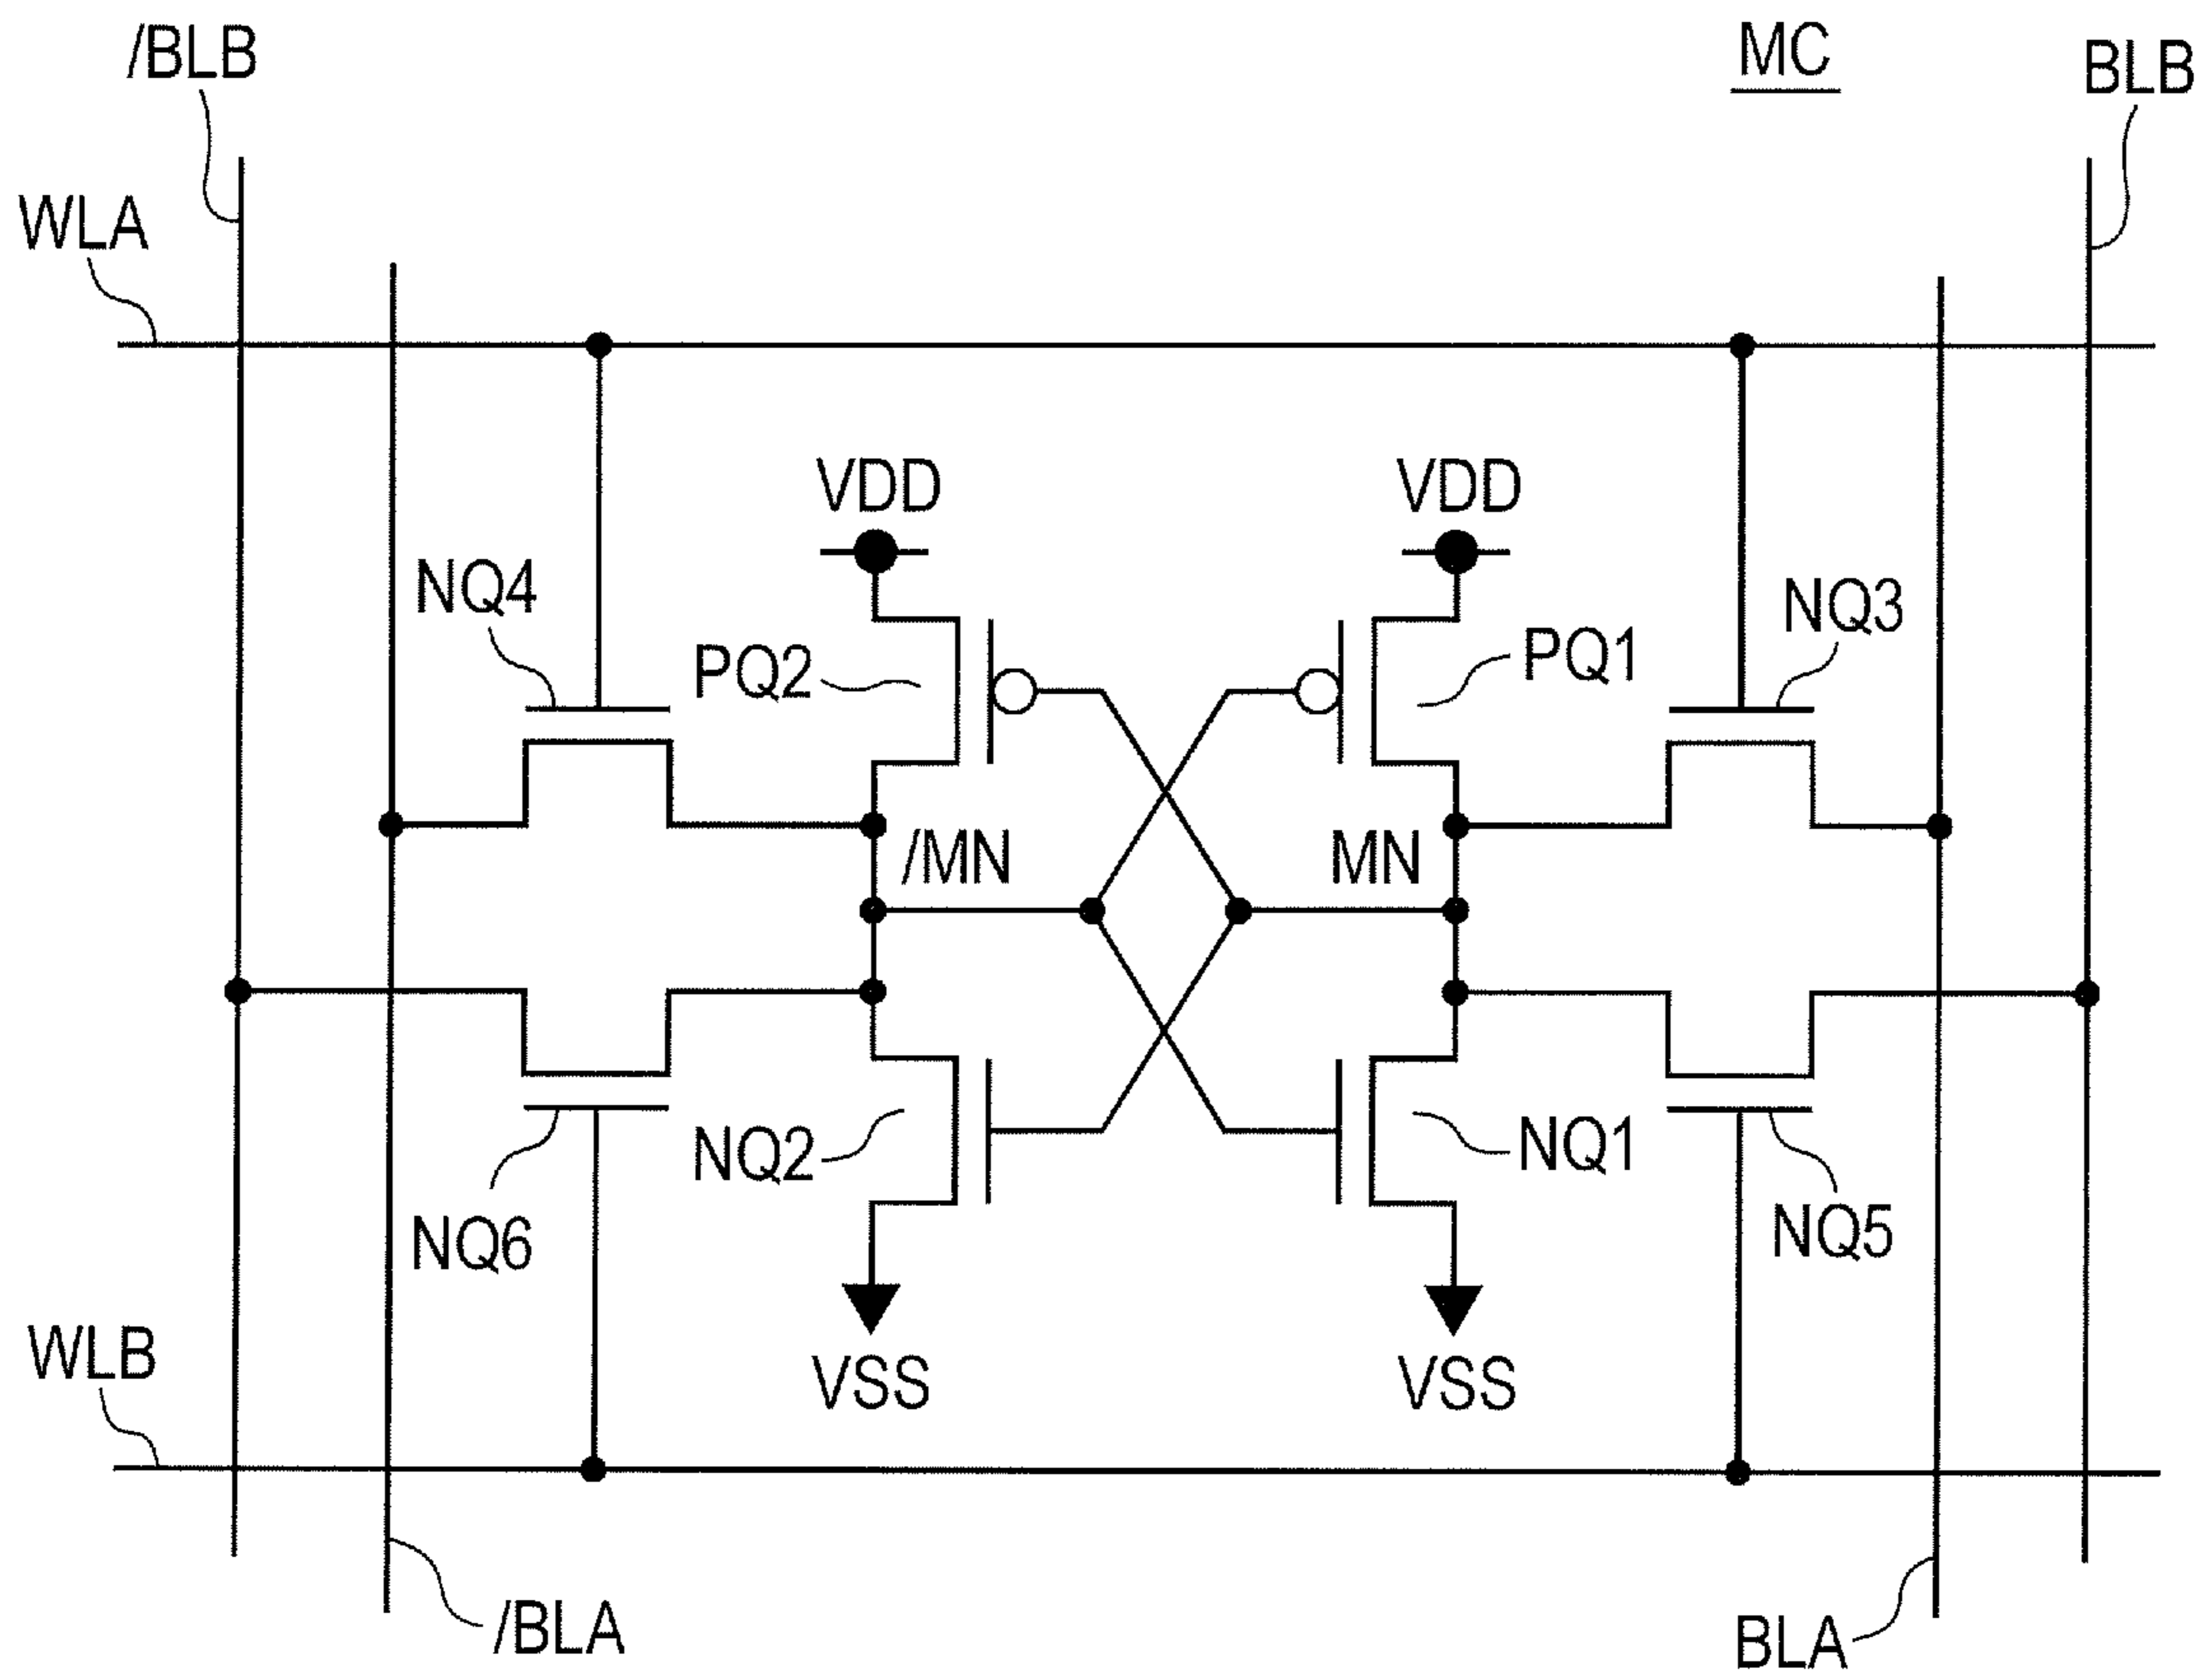 /BLB
MC
BLB
WLA
VDD
VDD
NQ4
NQ3
PQ2
PQ1
/MN
MN
NQ2
NQ1
NQ6
NQ5
WLB
VSS
VSS
/BLA
BLA